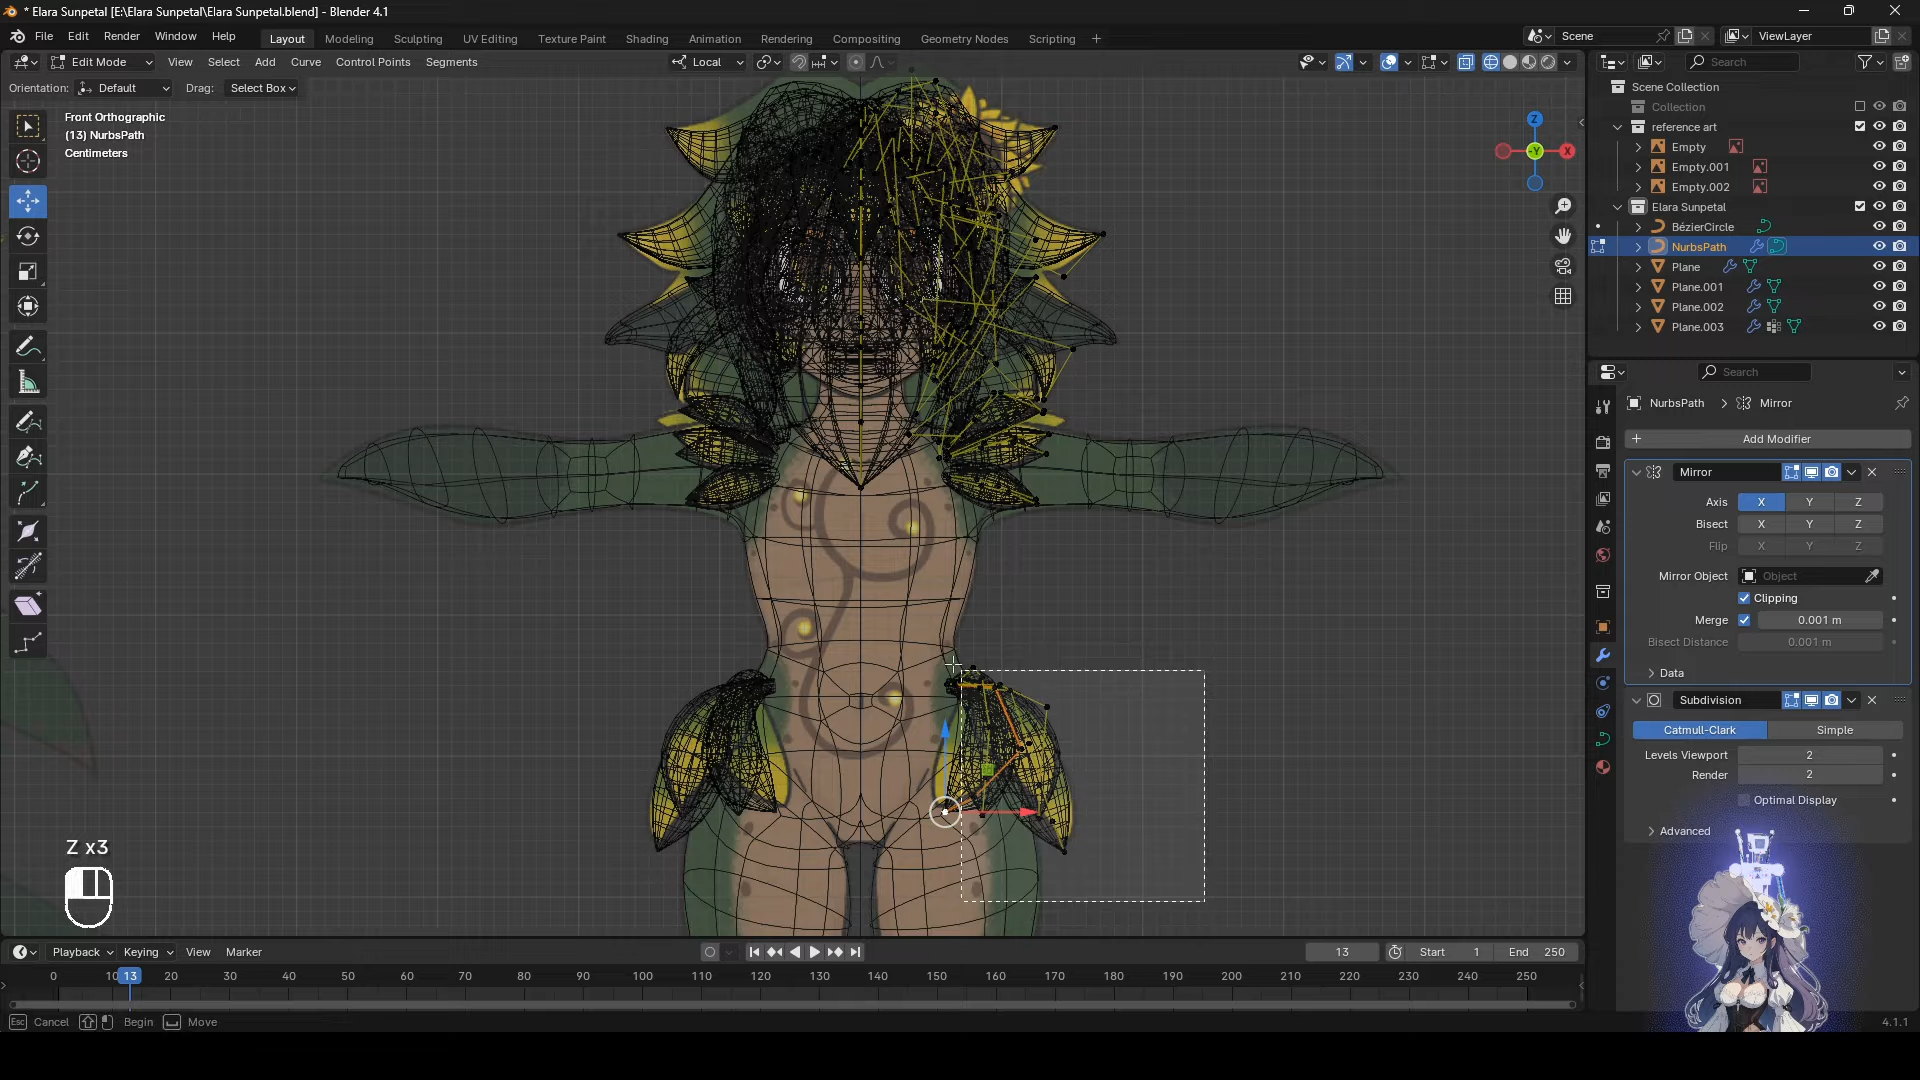 * Elara Sunpetal [E:\Elara Sunpetal\Elara Sunpetal.blend] - Blender 4.1
File Edit Render Window Help Layout Modeling Sculpting UV Editing Texture Paint Shading Animation Rendering Compositing Geometry Nodes Scripting + Scene ViewLayer
Edit Mode View Select Add Curve Control Points Segments Local Search
Orientation: Default Drag: Select Box
Front Orthographic
(13) NurbsPath
Centimeters
Z
-Y
X
Scene Collection
Collection
reference art
Empty
Empty.001
Empty.002
Elara Sunpetal
BézierCircle
NurbsPath
Plane
Plane.001
Plane.002
Plane.003
Search
NurbsPath > Mirror
+ Add Modifier
Mirror
Axis X Y Z
Bisect X Y Z
Flip X Y Z
Mirror Object Object
Clipping
Merge 0.001 m
Bisect Distance 0.001 m
Data
Subdivision
Catmull-Clark Simple
Levels Viewport 2
Render 2
Optimal Display
Advanced
Z x3
Playback Keying View Marker 13 Start 1 End 250
0 10 13 20 30 40 50 60 70 80 90 100 110 120 130 140 150 160 170 180 190 200 210 220 230 240 250
Esc Cancel Begin Move 4.1.1